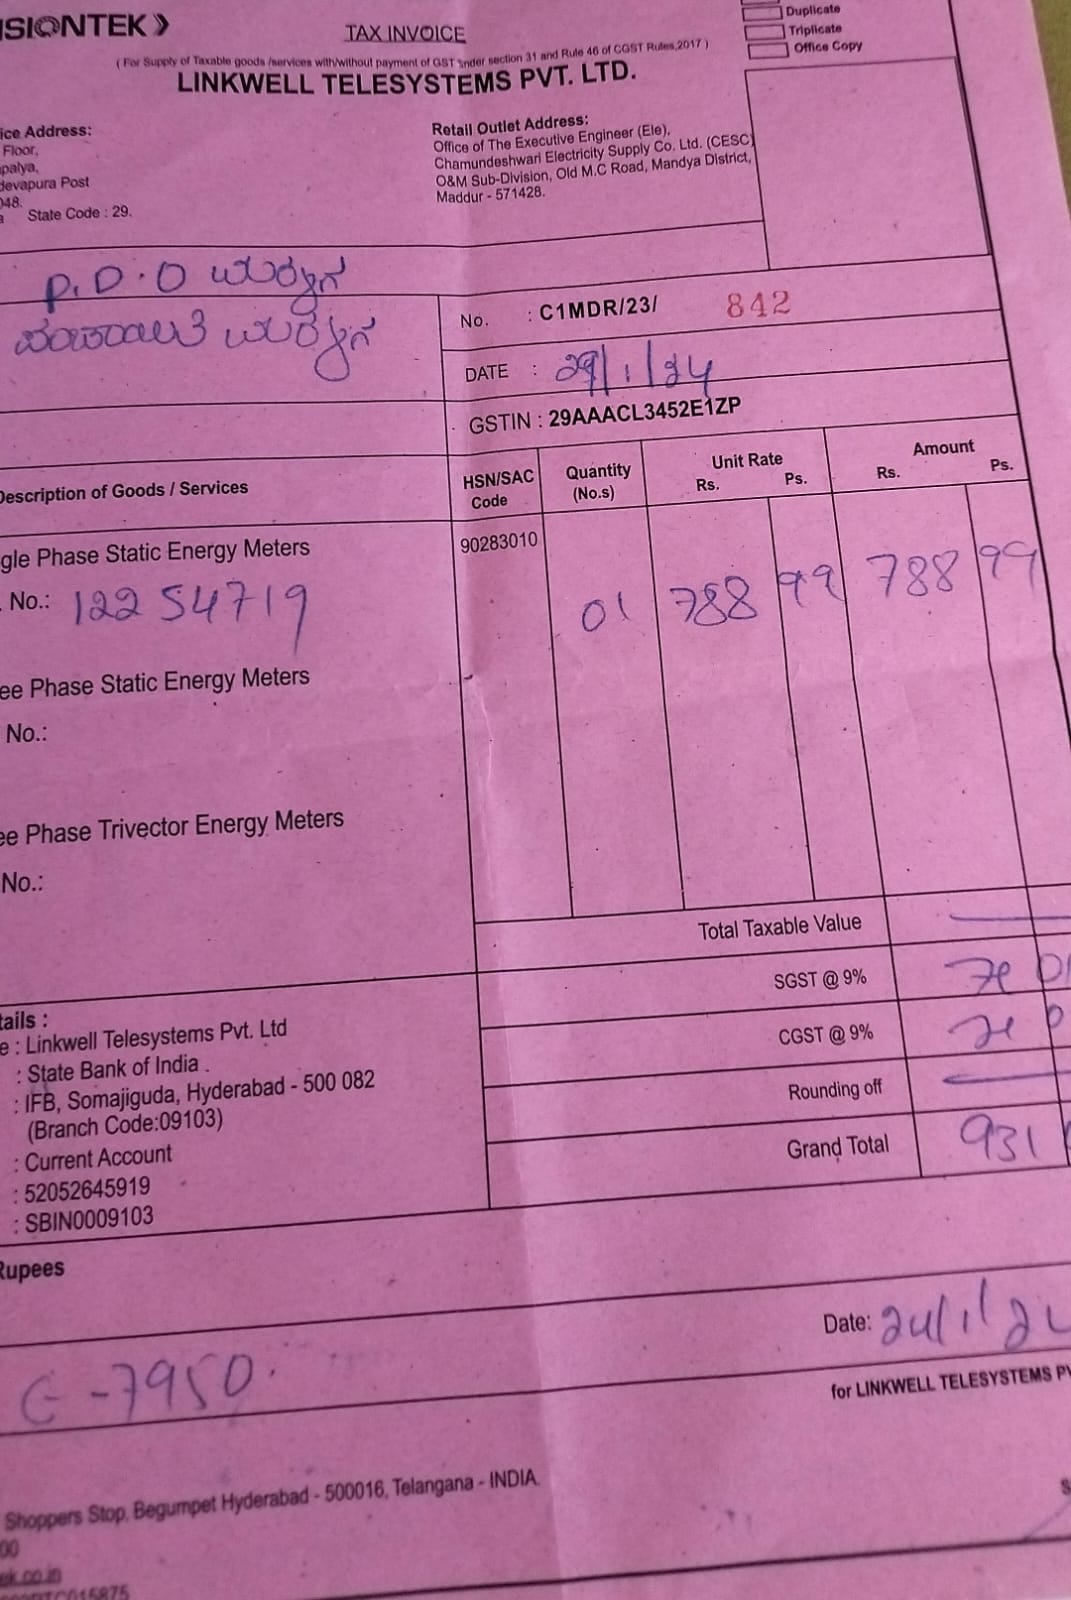 SIONTEK
TAX INVOICE
Duplicate
Triplicate
Office Copy
( For Supply of Taxable goods /services with/without payment of GST under section 31 and Rule 46 of CGST Rules,2017 )
LINKWELL TELESYSTEMS PVT. LTD.
ice Address:
Floor,
palya,
devapura Post
048.
a State Code : 29.
Retail Outlet Address:
Office of The Executive Engineer (Ele),
Chamundeshwari Electricity Supply Co. Ltd. (CESC)
O&M Sub-Division, Old M.C Road, Mandya District,
Maddur - 571428.
P.D.O
No. : C1MDR/23/ 842
DATE : 29/1/24
GSTIN : 29AAACL3452E1ZP
Description of Goods / Services HSN/SAC Code Quantity (No.s) Unit Rate Rs. Ps. Amount Rs. Ps.
gle Phase Static Energy Meters 90283010
No.: 12254719 01 788 99 788 99
ee Phase Static Energy Meters
No.:
ee Phase Trivector Energy Meters
No.:
Total Taxable Value
SGST @ 9%
CGST @ 9%
Rounding off
Grand Total 931
tails :
e : Linkwell Telesystems Pvt. Ltd
: State Bank of India .
: IFB, Somajiguda, Hyderabad - 500 082
(Branch Code:09103)
: Current Account
: 52052645919
: SBIN0009103
Rupees
Date:
-7950.
for LINKWELL TELESYSTEMS PV
Shoppers Stop, Begumpet Hyderabad - 500016, Telangana - INDIA.
00
ek.co.in